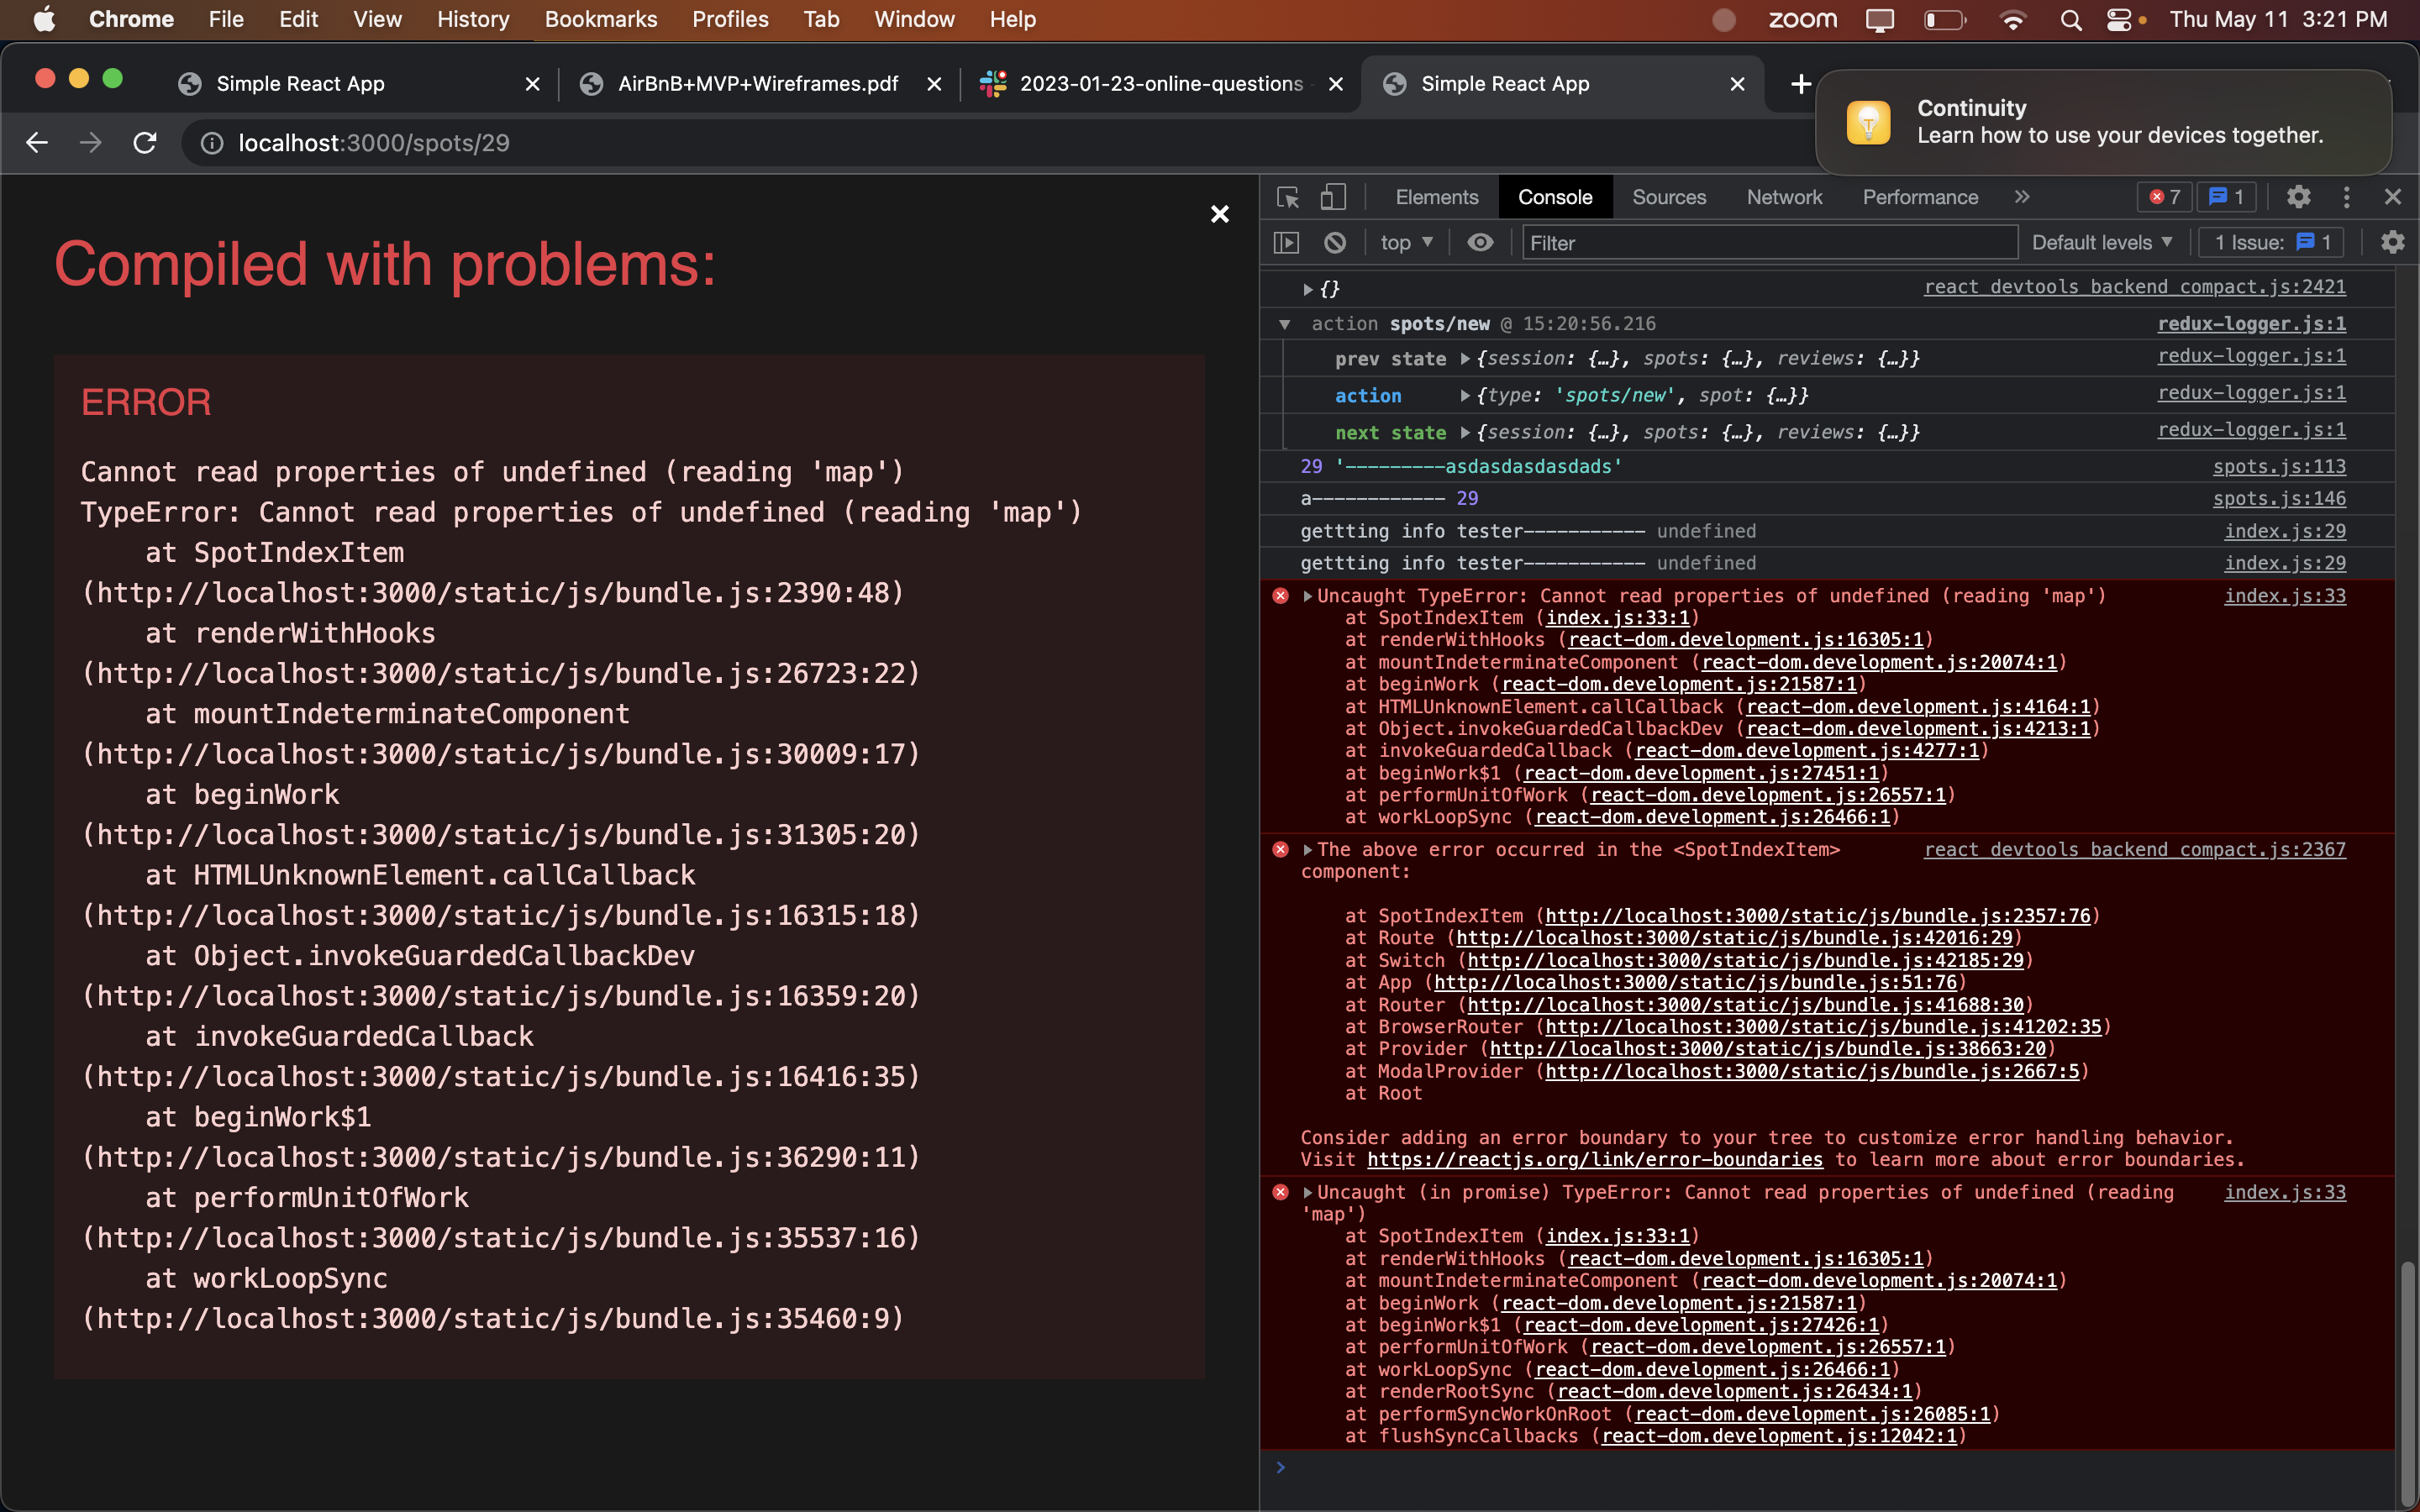 Chrome File Edit View History Bookmarks Profiles Tab Window Help zoom Thu May 11 3:21 PM
Simple React App
AirBnB+MVP+Wireframes.pdf
2023-01-23-online-questions
Simple React App
localhost:3000/spots/29
Continuity
Learn how to use your devices together.
Compiled with problems:
ERROR
Cannot read properties of undefined (reading 'map')
TypeError: Cannot read properties of undefined (reading 'map')
at SpotIndexItem
(http://localhost:3000/static/js/bundle.js:2390:48)
at renderWithHooks
(http://localhost:3000/static/js/bundle.js:26723:22)
at mountIndeterminateComponent
(http://localhost:3000/static/js/bundle.js:30009:17)
at beginWork
(http://localhost:3000/static/js/bundle.js:31305:20)
at HTMLUnknownElement.callCallback
(http://localhost:3000/static/js/bundle.js:16315:18)
at Object.invokeGuardedCallbackDev
(http://localhost:3000/static/js/bundle.js:16359:20)
at invokeGuardedCallback
(http://localhost:3000/static/js/bundle.js:16416:35)
at beginWork$1
(http://localhost:3000/static/js/bundle.js:36290:11)
at performUnitOfWork
(http://localhost:3000/static/js/bundle.js:35537:16)
at workLoopSync
(http://localhost:3000/static/js/bundle.js:35460:9)
Elements Console Sources Network Performance 7 1
top Filter Default levels 1 Issue: 1
{} react_devtools_backend_compact.js:2421
action spots/new @ 15:20:56.216 redux-logger.js:1
prev state {session: {…}, spots: {…}, reviews: {…}} redux-logger.js:1
action {type: 'spots/new', spot: {…}} redux-logger.js:1
next state {session: {…}, spots: {…}, reviews: {…}} redux-logger.js:1
29 '---------asdasdasdasdads' spots.js:113
a------------ 29 spots.js:146
gettting info tester----------- undefined index.js:29
gettting info tester----------- undefined index.js:29
Uncaught TypeError: Cannot read properties of undefined (reading 'map') index.js:33
at SpotIndexItem (index.js:33:1)
at renderWithHooks (react-dom.development.js:16305:1)
at mountIndeterminateComponent (react-dom.development.js:20074:1)
at beginWork (react-dom.development.js:21587:1)
at HTMLUnknownElement.callCallback (react-dom.development.js:4164:1)
at Object.invokeGuardedCallbackDev (react-dom.development.js:4213:1)
at invokeGuardedCallback (react-dom.development.js:4277:1)
at beginWork$1 (react-dom.development.js:27451:1)
at performUnitOfWork (react-dom.development.js:26557:1)
at workLoopSync (react-dom.development.js:26466:1)
The above error occurred in the <SpotIndexItem> react_devtools_backend_compact.js:2367
component:
at SpotIndexItem (http://localhost:3000/static/js/bundle.js:2357:76)
at Route (http://localhost:3000/static/js/bundle.js:42016:29)
at Switch (http://localhost:3000/static/js/bundle.js:42185:29)
at App (http://localhost:3000/static/js/bundle.js:51:76)
at Router (http://localhost:3000/static/js/bundle.js:41688:30)
at BrowserRouter (http://localhost:3000/static/js/bundle.js:41202:35)
at Provider (http://localhost:3000/static/js/bundle.js:38663:20)
at ModalProvider (http://localhost:3000/static/js/bundle.js:2667:5)
at Root
Consider adding an error boundary to your tree to customize error handling behavior.
Visit https://reactjs.org/link/error-boundaries to learn more about error boundaries.
Uncaught (in promise) TypeError: Cannot read properties of undefined (reading index.js:33
'map')
at SpotIndexItem (index.js:33:1)
at renderWithHooks (react-dom.development.js:16305:1)
at mountIndeterminateComponent (react-dom.development.js:20074:1)
at beginWork (react-dom.development.js:21587:1)
at beginWork$1 (react-dom.development.js:27426:1)
at performUnitOfWork (react-dom.development.js:26557:1)
at workLoopSync (react-dom.development.js:26466:1)
at renderRootSync (react-dom.development.js:26434:1)
at performSyncWorkOnRoot (react-dom.development.js:26085:1)
at flushSyncCallbacks (react-dom.development.js:12042:1)